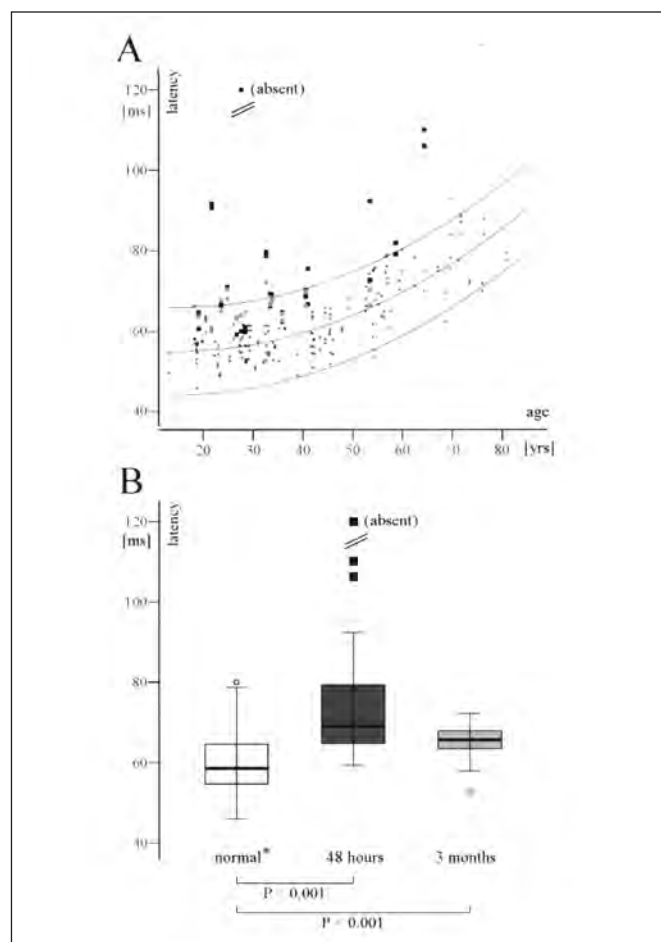 A
120
[ms]
latency
(absent)
100
80
60
40
age
20 30 40 50 60 70 80 [yrs]
B
120
[ms]
latency
(absent)
100
80
60
40
normal* 48 hours 3 months
P = 0,001
P < 0.001